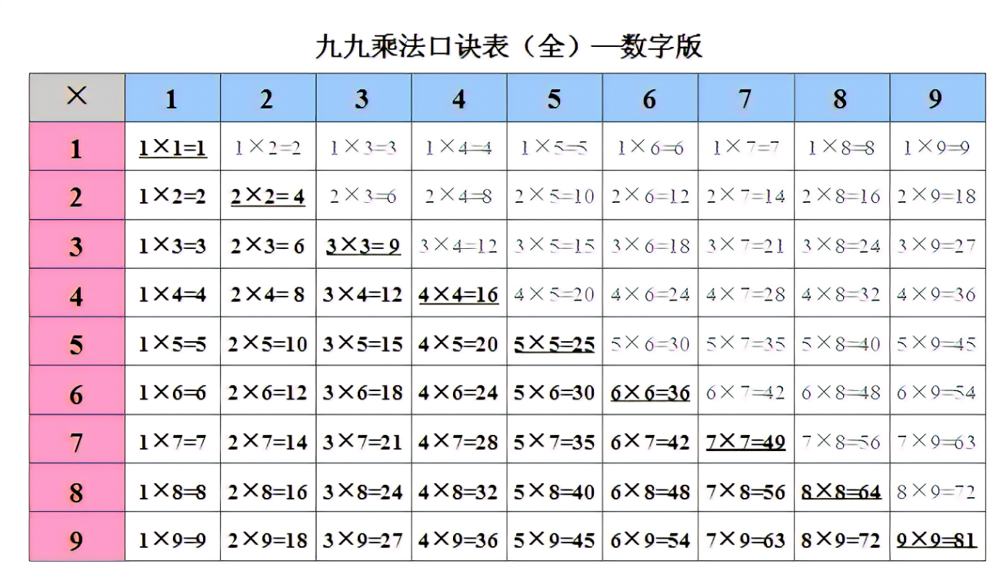 九九乘法口诀表（全）—数字版
× 1 2 3 4 5 6 7 8 9
1 1×1=1 1×2=2 1×3=3 1×4=4 1×5=5 1×6=6 1×7=7 1×8=8 1×9=9
2 1×2=2 2×2=4 2×3=6 2×4=8 2×5=10 2×6=12 2×7=14 2×8=16 2×9=18
3 1×3=3 2×3=6 3×3=9 3×4=12 3×5=15 3×6=18 3×7=21 3×8=24 3×9=27
4 1×4=4 2×4=8 3×4=12 4×4=16 4×5=20 4×6=24 4×7=28 4×8=32 4×9=36
5 1×5=5 2×5=10 3×5=15 4×5=20 5×5=25 5×6=30 5×7=35 5×8=40 5×9=45
6 1×6=6 2×6=12 3×6=18 4×6=24 5×6=30 6×6=36 6×7=42 6×8=48 6×9=54
7 1×7=7 2×7=14 3×7=21 4×7=28 5×7=35 6×7=42 7×7=49 7×8=56 7×9=63
8 1×8=8 2×8=16 3×8=24 4×8=32 5×8=40 6×8=48 7×8=56 8×8=64 8×9=72
9 1×9=9 2×9=18 3×9=27 4×9=36 5×9=45 6×9=54 7×9=63 8×9=72 9×9=81